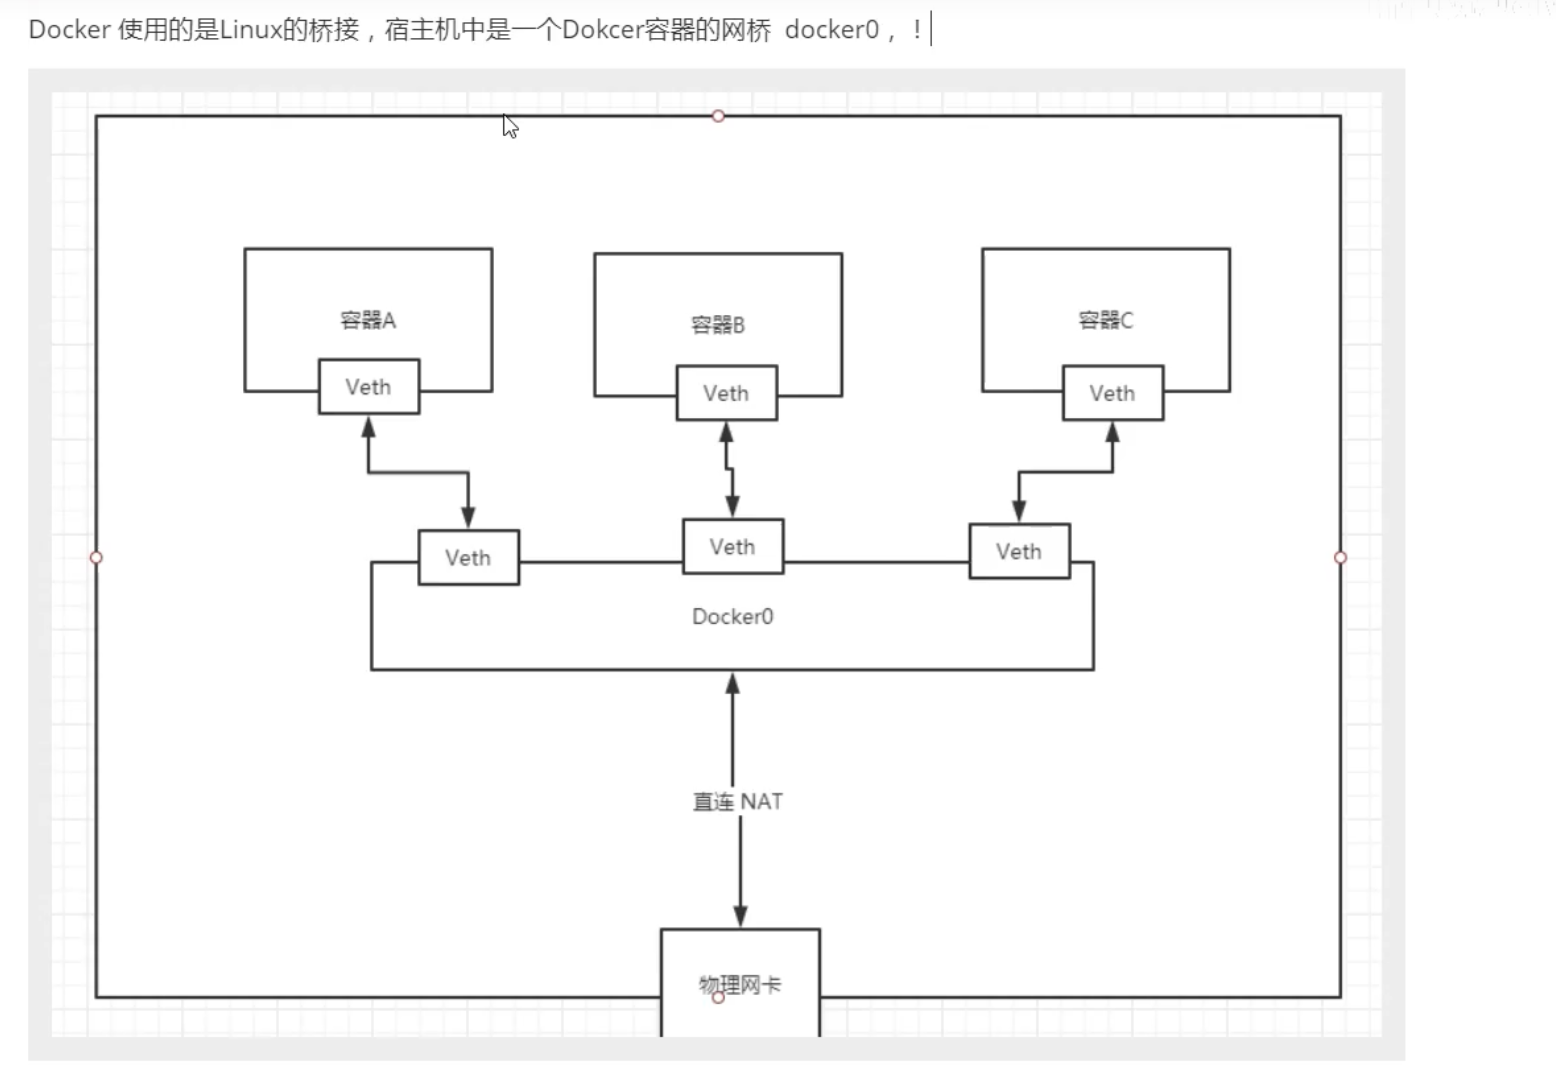 Docker 使用的是Linux的桥接，宿主机中是一个Dokcer容器的网桥 docker0，！
容器A
容器B
容器C
Veth
Veth
Veth
Veth
Veth
Veth
Docker0
直连 NAT
物理网卡